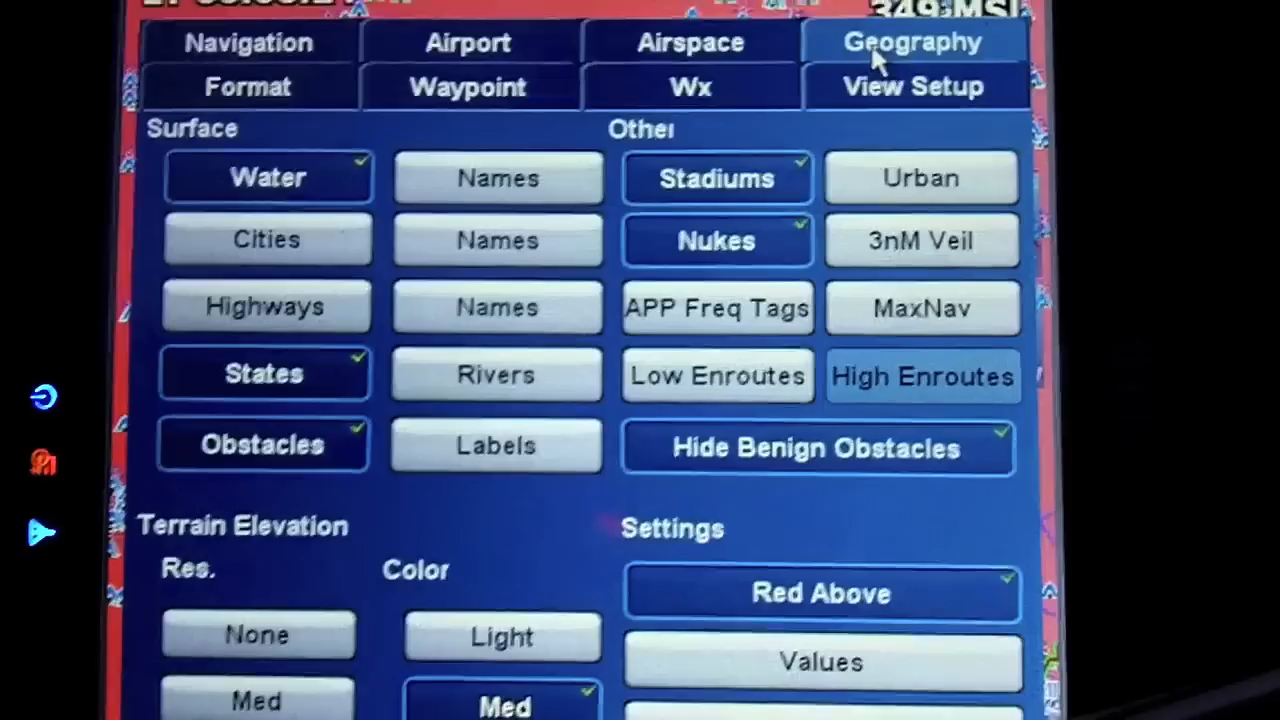 349 MSL
Navigation Airport Airspace Geography
Format Waypoint Wx View Setup
Surface Other
Water Names Stadiums Urban
Cities Names Nukes 3nM Veil
Highways Names APP Freq Tags MaxNav
States Rivers Low Enroutes High Enroutes
Obstacles Labels Hide Benign Obstacles
Terrain Elevation Settings
Res. Color
Red Above
None Light
Values
Med Med